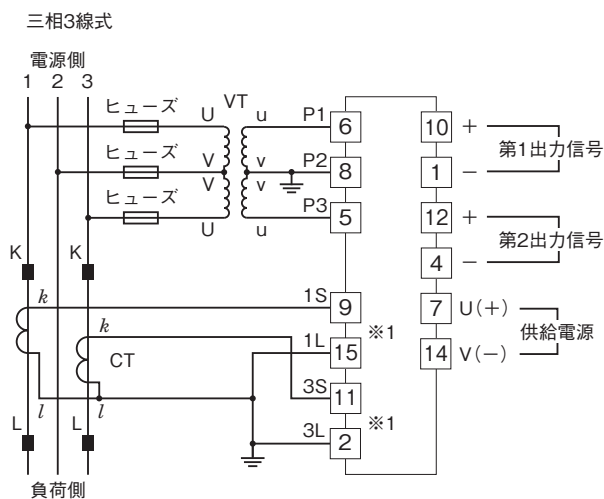 三相3線式
電源側
1 2 3
ヒューズ U VT u P1 6 10 +
第1出力信号
ヒューズ V v P2 8 1 −
V v
ヒューズ U u P3 5 12 +
第2出力信号
4 −
K K
k 1S 9 7 U(+)
※1 供給電源
k 1L 15 14 V(−)
CT
l l 3S 11
※1
L L 3L 2
負荷側